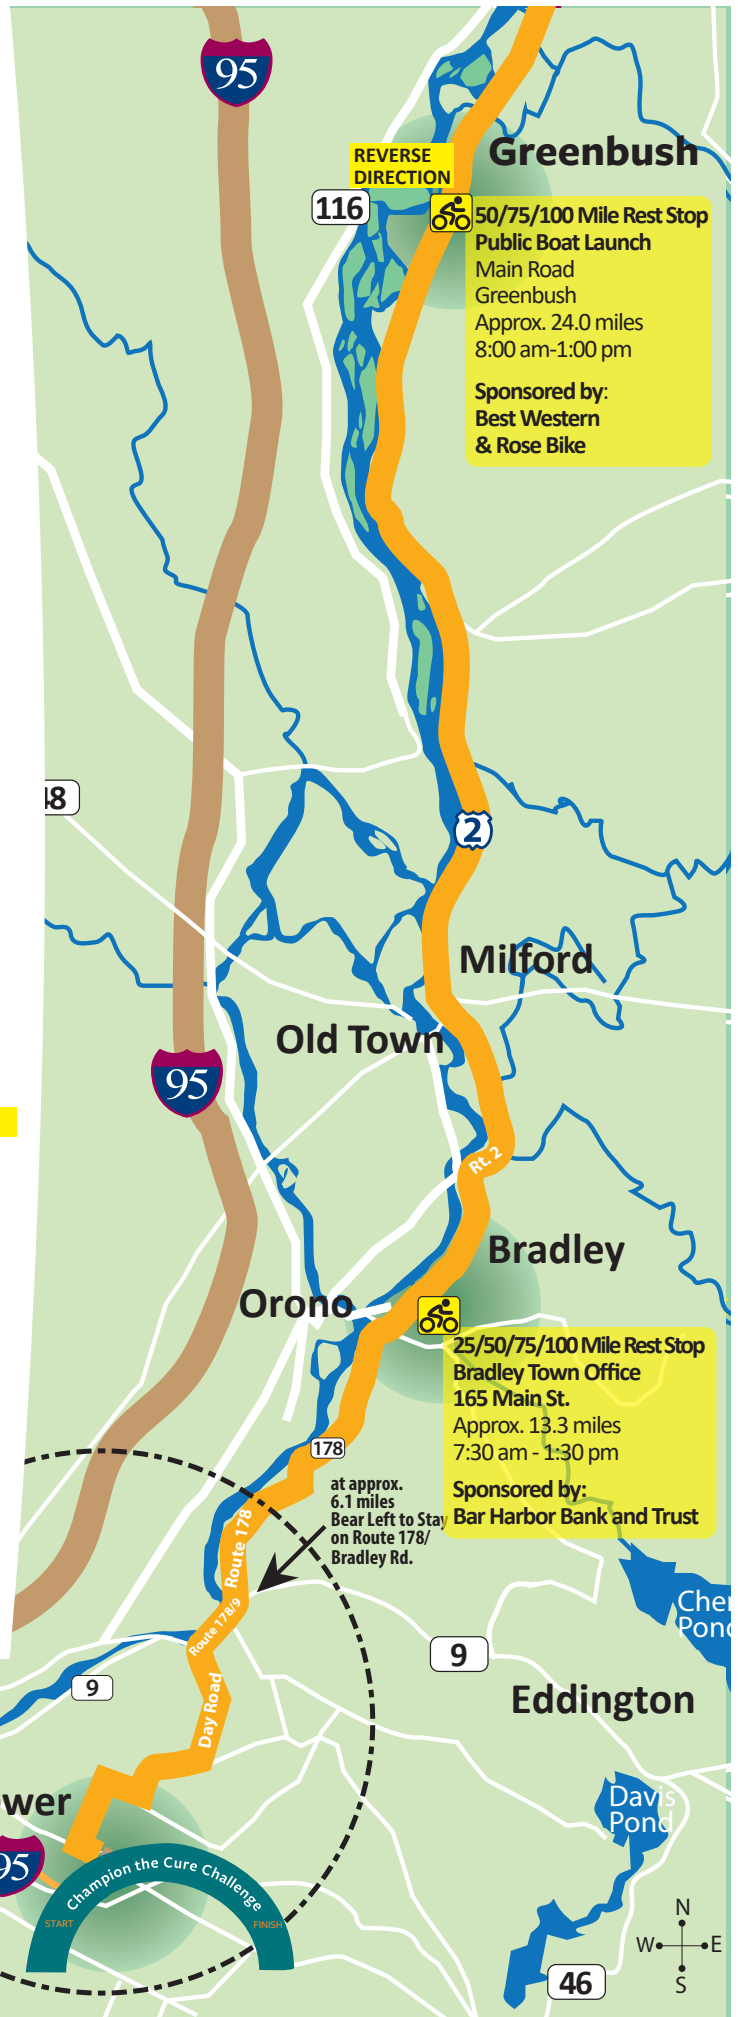 95
Greenbush
REVERSE
DIRECTION
116
50/75/100 Mile Rest Stop
Public Boat Launch
Main Road
Greenbush
Approx. 24.0 miles
8:00 am-1:00 pm
Sponsored by:
Best Western
& Rose Bike
48
2
Milford
Old Town
95
Rt. 2
Bradley
Orono
25/50/75/100 Mile Rest Stop
Bradley Town Office
165 Main St.
Approx. 13.3 miles
7:30 am - 1:30 pm
Sponsored by:
Bar Harbor Bank and Trust
178
at approx.
6.1 miles
Bear Left to Stay
on Route 178/
Bradley Rd.
Route 178
Route 178/9
Pond
9
9
Eddington
Day Road
Davis
Pond
wer
95
Champion the Cure Challenge
START
FINISH
N
W
E
S
46